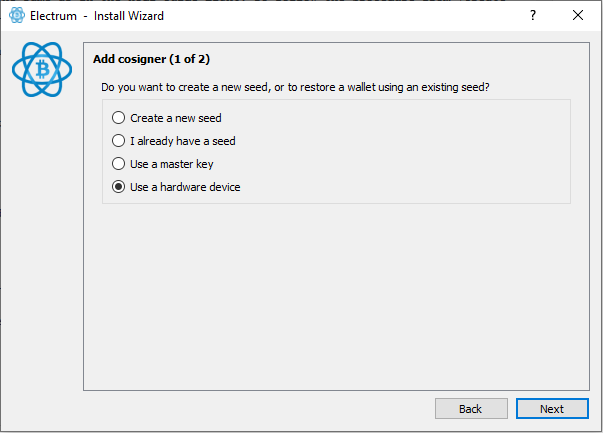 Electrum - Install Wizard
?
Add cosigner (1 of 2)
Do you want to create a new seed, or to restore a wallet using an existing seed?
Create a new seed
I already have a seed
Use a master key
Use a hardware device
Back
Next